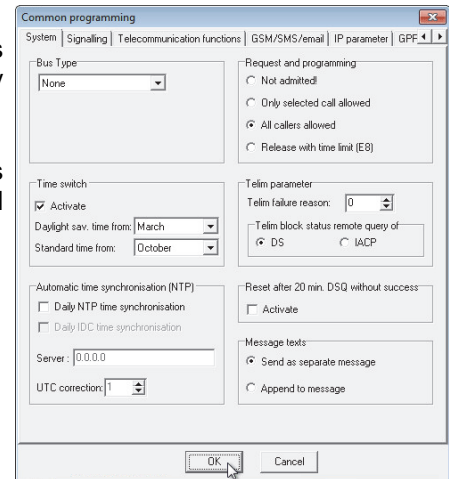 Common programming
System Signalling Telecommunication functions GSM/SMS/email IP parameter
Bus Type
None
Request and programming
Not admitted!
Only selected call allowed
All callers allowed
Release with time limit (E8)
Time switch
Activate
Daylight sav. time from: March
Standard time from: October
Telim parameter
Telim failure reason: 0
Telim block status remote query of
DS IACP
Automatic time synchronisation (NTP)
Daily NTP time synchronisation
Daily IDC time synchronisation
Server : 0.0.0.0
UTC correction: 1
Reset after 20 min. DSQ without success
Activate
Message texts
Send as separate message
Append to message
OK Cancel